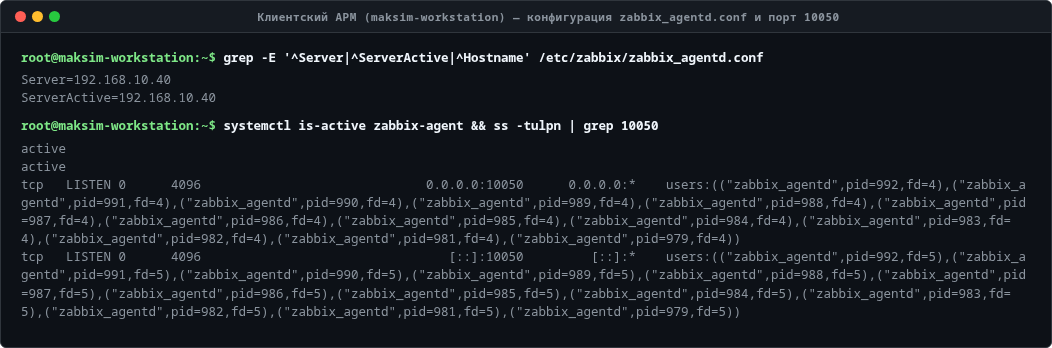 Клиентский АРМ (maksim-workstation) — конфигурация zabbix_agentd.conf и порт 10050
root@maksim-workstation:~$ grep -E '^Server|^ServerActive|^Hostname' /etc/zabbix/zabbix_agentd.conf
Server=192.168.10.40
ServerActive=192.168.10.40
root@maksim-workstation:~$ systemctl is-active zabbix-agent && ss -tulpn | grep 10050
active
active
tcp   LISTEN 0      4096                              0.0.0.0:10050      0.0.0.0:*    users:(("zabbix_agentd",pid=992,fd=4),("zabbix_a
gentd",pid=991,fd=4),("zabbix_agentd",pid=990,fd=4),("zabbix_agentd",pid=989,fd=4),("zabbix_agentd",pid=988,fd=4),("zabbix_agentd",pid
=987,fd=4),("zabbix_agentd",pid=986,fd=4),("zabbix_agentd",pid=985,fd=4),("zabbix_agentd",pid=984,fd=4),("zabbix_agentd",pid=983,fd=
4),("zabbix_agentd",pid=982,fd=4),("zabbix_agentd",pid=981,fd=4),("zabbix_agentd",pid=979,fd=4))
tcp   LISTEN 0      4096                                 [::]:10050         [::]:*    users:(("zabbix_agentd",pid=992,fd=5),("zabbix_a
gentd",pid=991,fd=5),("zabbix_agentd",pid=990,fd=5),("zabbix_agentd",pid=989,fd=5),("zabbix_agentd",pid=988,fd=5),("zabbix_agentd",pid
=987,fd=5),("zabbix_agentd",pid=986,fd=5),("zabbix_agentd",pid=985,fd=5),("zabbix_agentd",pid=984,fd=5),("zabbix_agentd",pid=983,fd=
5),("zabbix_agentd",pid=982,fd=5),("zabbix_agentd",pid=981,fd=5),("zabbix_agentd",pid=979,fd=5))